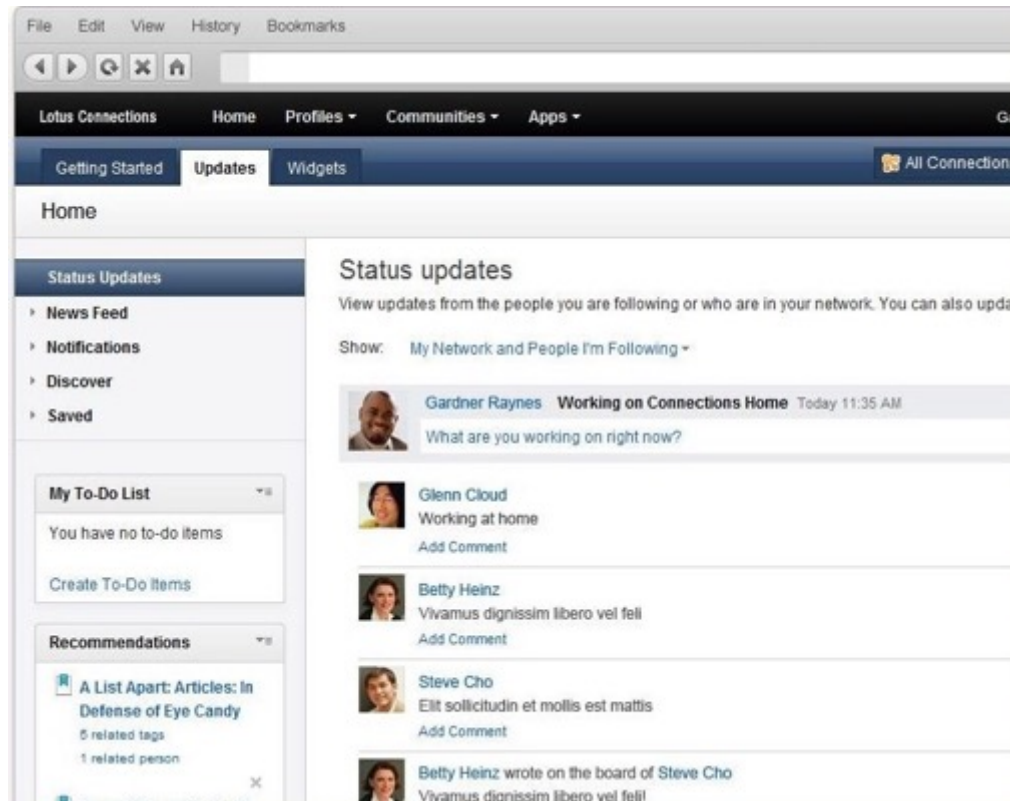 File Edit View History Bookmarks
Lotus Connections Home Profiles Communities Apps
Getting Started Updates Widgets All Connection
Home
Status Updates
News Feed
Notifications
Discover
Saved
My To-Do List
You have no to-do items
Create To-Do Items
Recommendations
A List Apart: Articles: In
Defense of Eye Candy
5 related tags
1 related person
Status updates
View updates from the people you are following or who are in your network. You can also upda
Show: My Network and People I'm Following
Gardner Raynes Working on Connections Home Today 11:35 AM
What are you working on right now?
Glenn Cloud
Working at home
Add Comment
Betty Heinz
Vivamus dignissim libero vel feli
Add Comment
Steve Cho
Elit sollicitudin et mollis est mattis
Add Comment
Betty Heinz wrote on the board of Steve Cho
Vivamus dignissim libero vel feli!